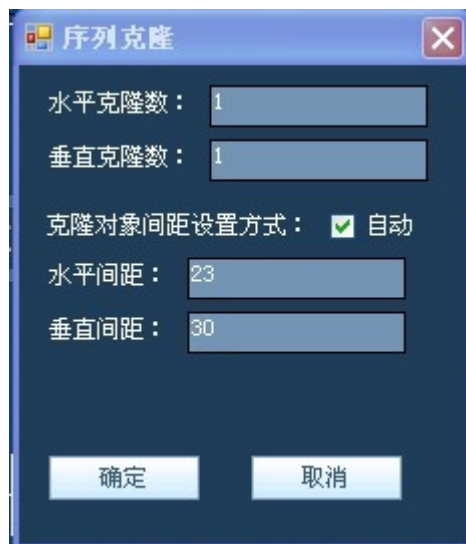 序列克隆
水平克隆数： 1
垂直克隆数： 1
克隆对象间距设置方式： 自动
水平间距： 23
垂直间距： 30
确定 取消